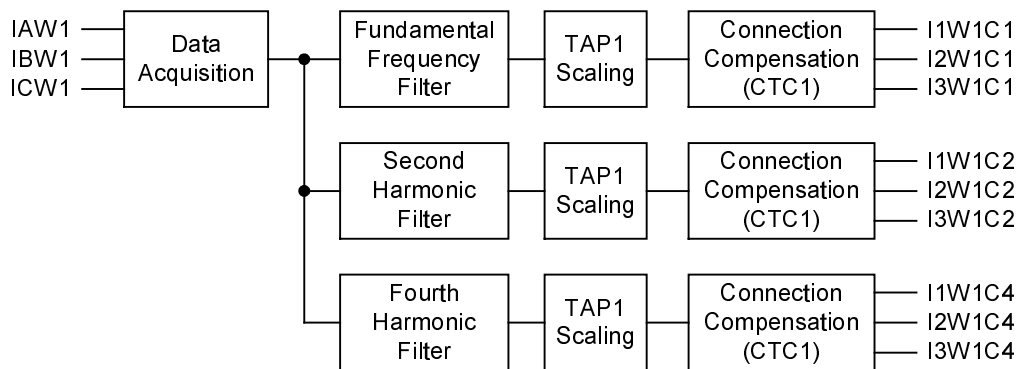 IAW1
IBW1
ICW1
Data
Acquisition
Fundamental
Frequency
Filter
TAP1
Scaling
Connection
Compensation
(CTC1)
I1W1C1
I2W1C1
I3W1C1
Second
Harmonic
Filter
TAP1
Scaling
Connection
Compensation
(CTC1)
I1W1C2
I2W1C2
I3W1C2
Fourth
Harmonic
Filter
TAP1
Scaling
Connection
Compensation
(CTC1)
I1W1C4
I2W1C4
I3W1C4